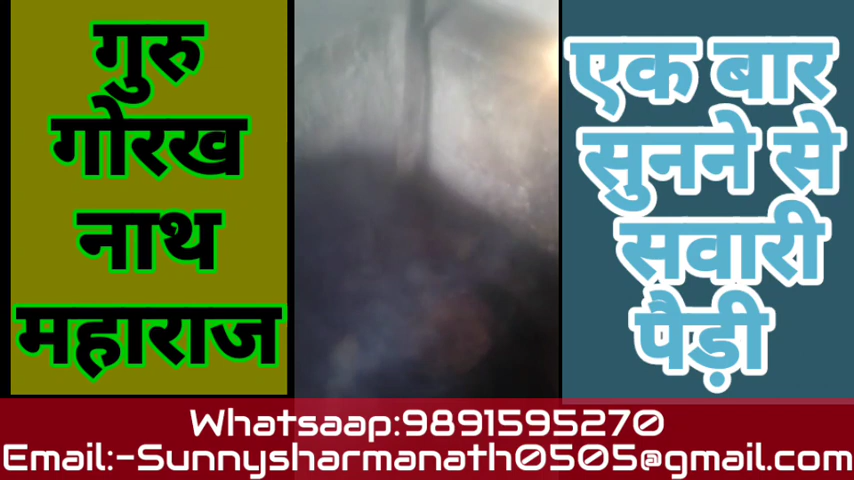 गुरु
गोरख
नाथ
महाराज
एक बार
सुनने से
सवारी
पैड़ी
Whatsaap:9891595270
Email:-Sunnysharmanath0505@gmail.com